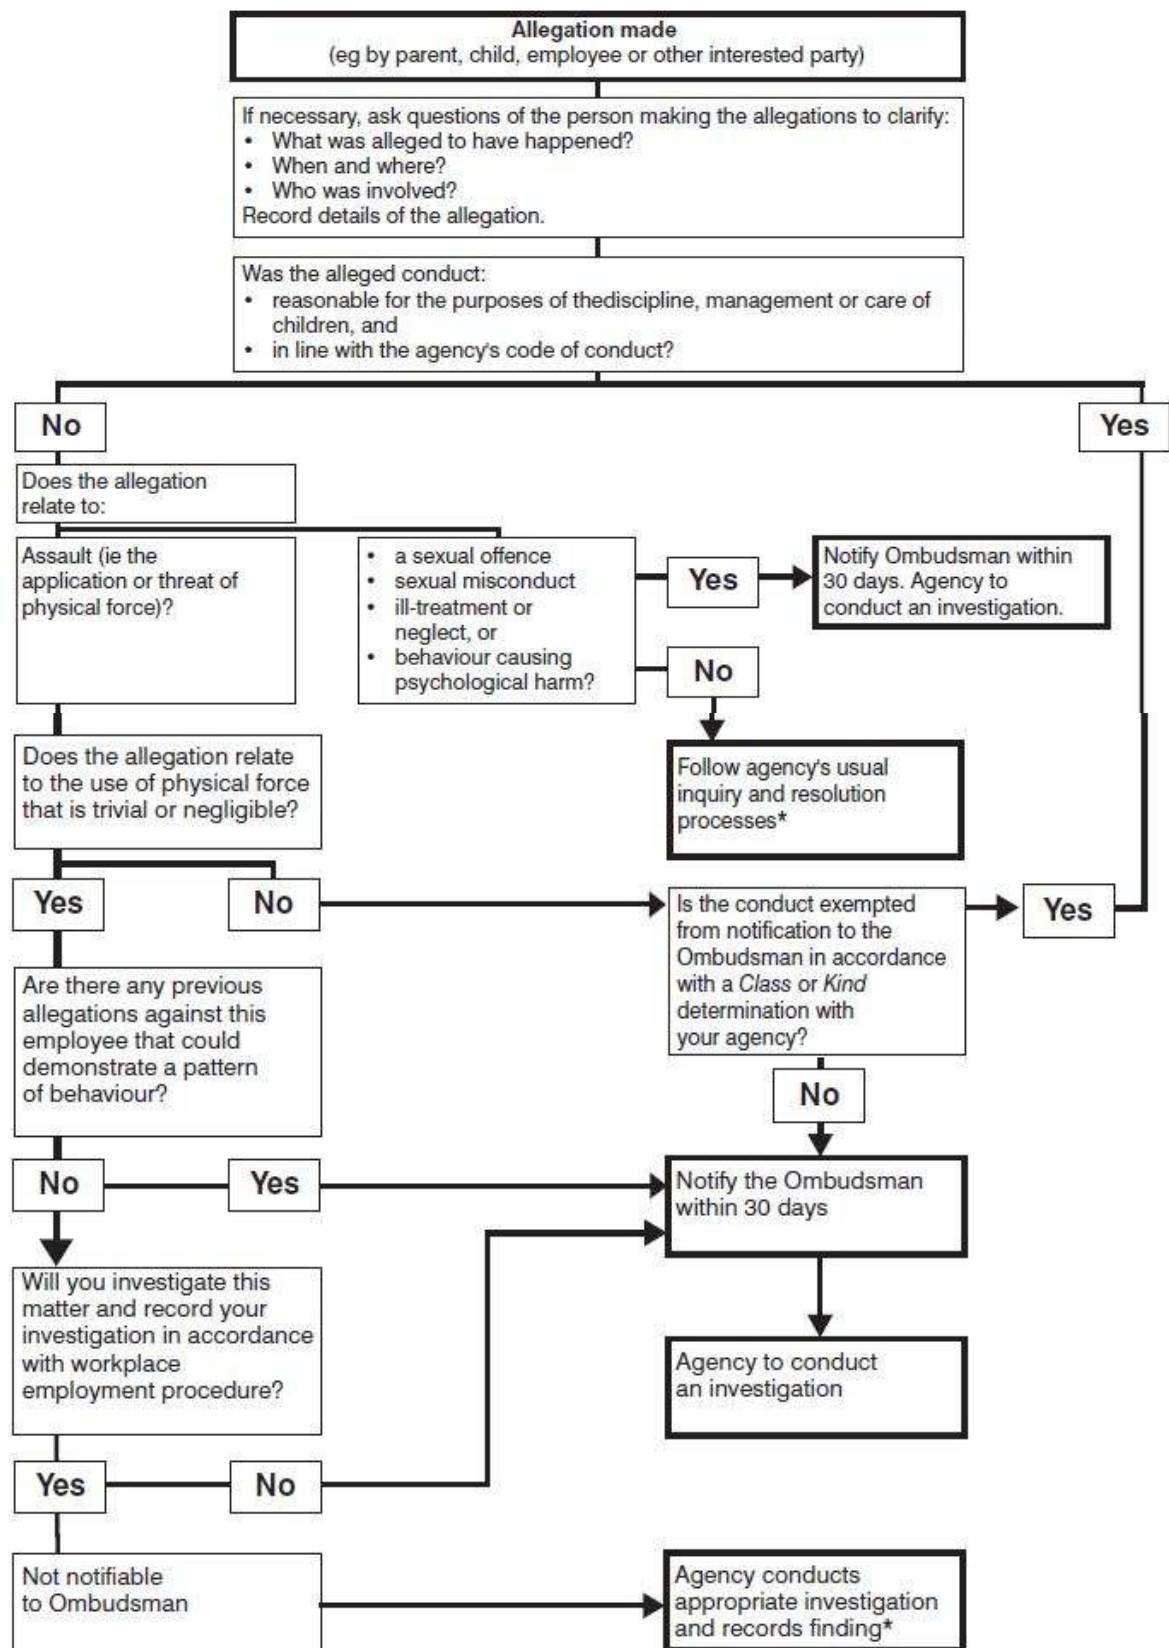 Allegation made
(eg by parent, child, employee or other interested party)
If necessary, ask questions of the person making the allegations to clarify:
• What was alleged to have happened?
• When and where?
• Who was involved?
Record details of the allegation.
Was the alleged conduct:
• reasonable for the purposes of thediscipline, management or care of
children, and
• in line with the agency's code of conduct?
No
Yes
Does the allegation
relate to:
Assault (ie the
application or threat of
physical force)?
• a sexual offence
• sexual misconduct
• ill-treatment or
neglect, or
• behaviour causing
psychological harm?
Yes
Notify Ombudsman within
30 days. Agency to
conduct an investigation.
No
Follow agency's usual
inquiry and resolution
processes*
Does the allegation relate
to the use of physical force
that is trivial or negligible?
Yes
No
Is the conduct exempted
from notification to the
Ombudsman in accordance
with a Class or Kind
determination with
your agency?
Yes
No
Are there any previous
allegations against this
employee that could
demonstrate a pattern
of behaviour?
No
Yes
Notify the Ombudsman
within 30 days
Agency to conduct
an investigation
Will you investigate this
matter and record your
investigation in accordance
with workplace
employment procedure?
Yes
No
Not notifiable
to Ombudsman
Agency conducts
appropriate investigation
and records finding*